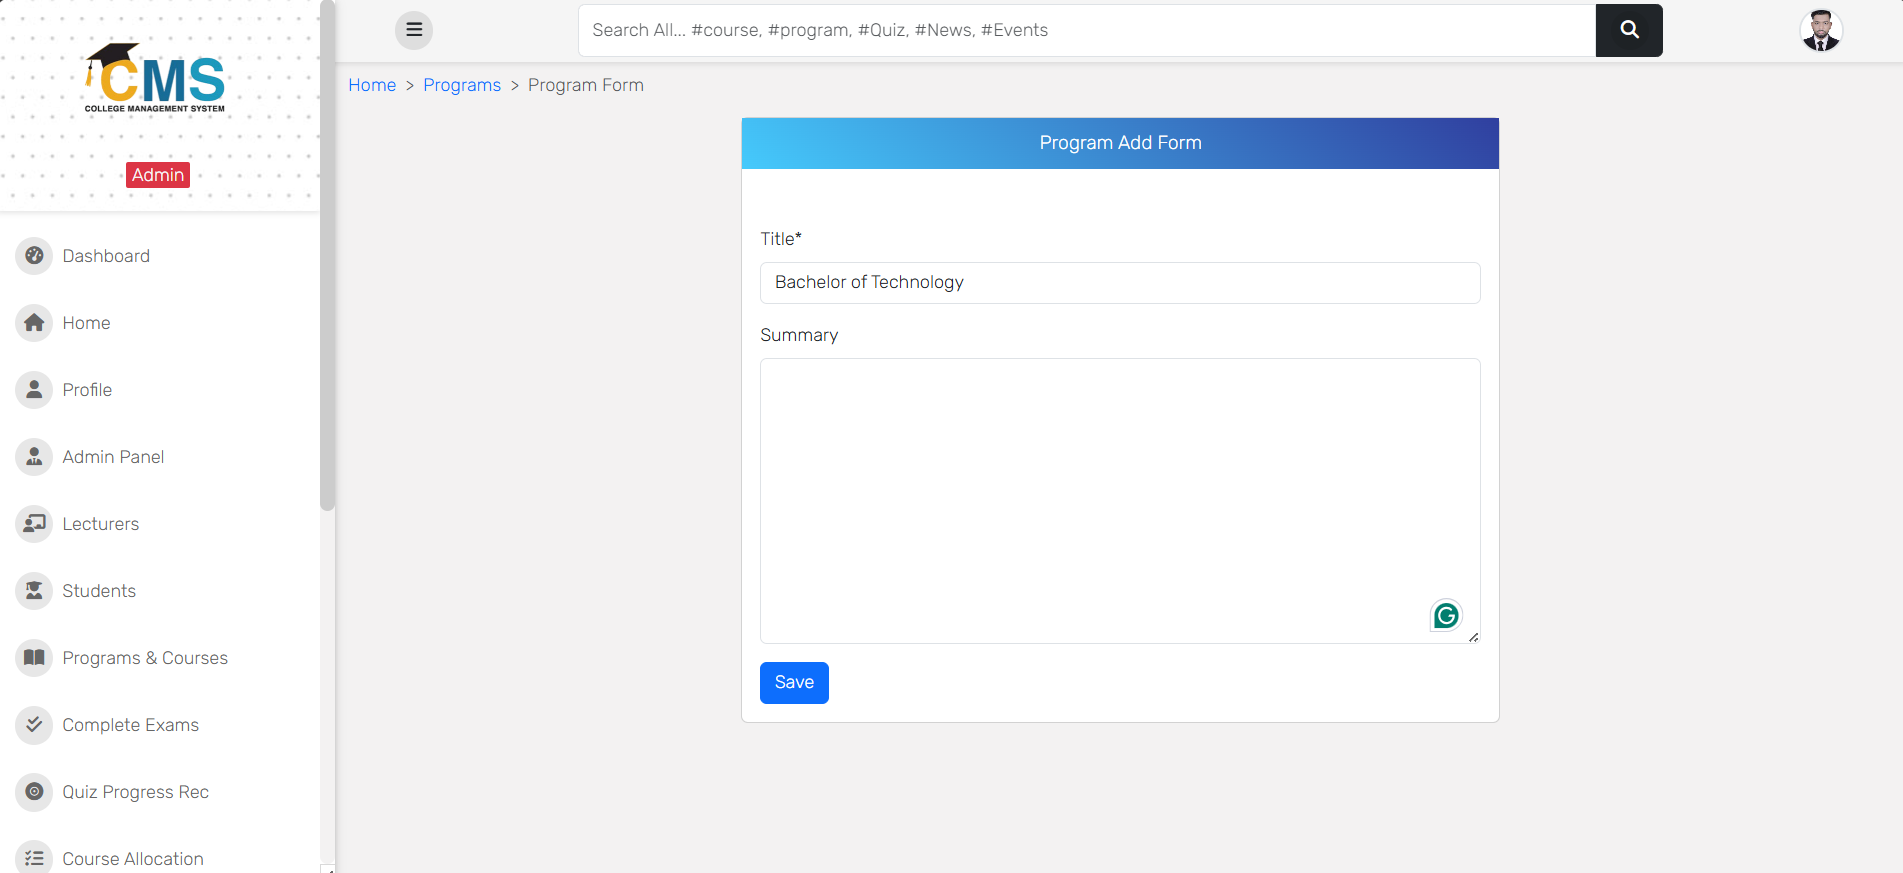 CMS
COLLEGE MANAGEMENT SYSTEM
Admin
Dashboard
Home
Profile
Admin Panel
Lecturers
Students
Programs & Courses
Complete Exams
Quiz Progress Rec
Course Allocation
Search All... #course, #program, #Quiz, #News, #Events
Home > Programs > Program Form
Program Add Form
Title*
Bachelor of Technology
Summary
Save